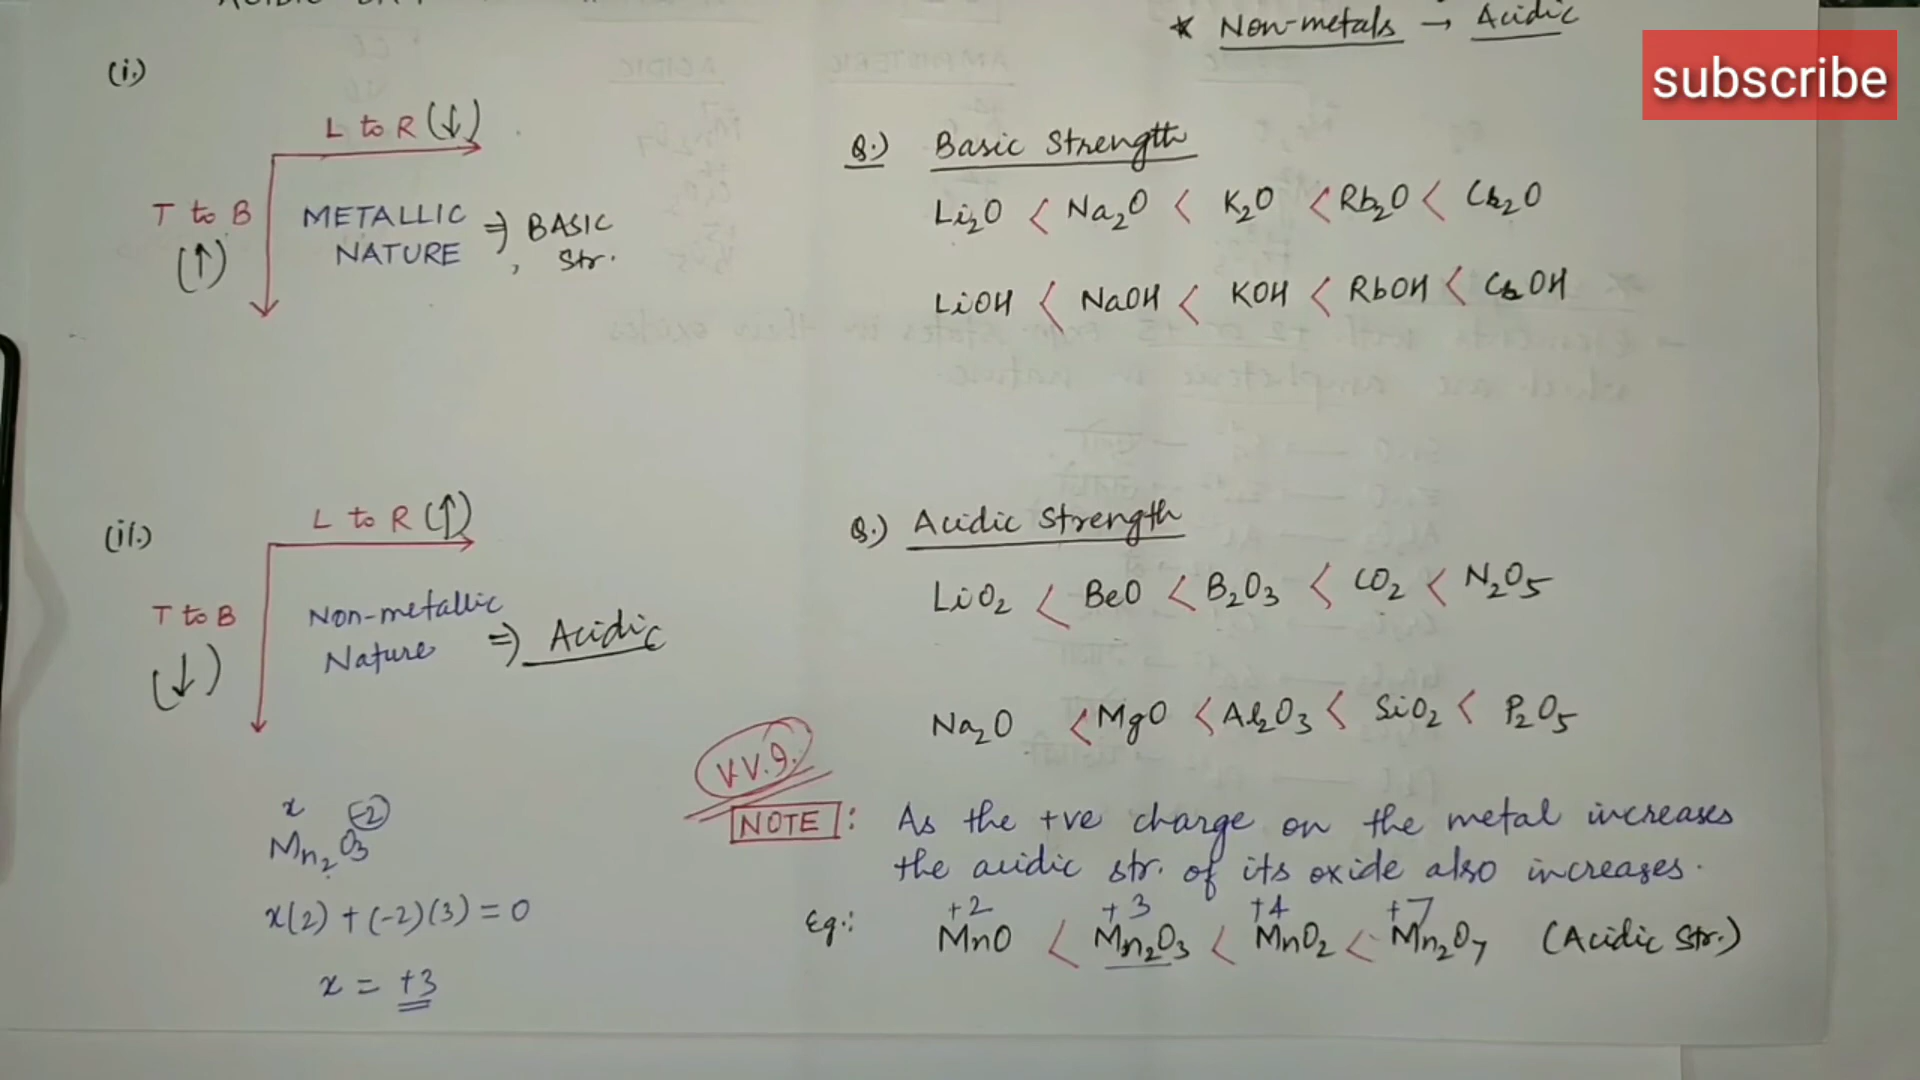 * Non-metals → Acidic
subscribe
(i.)
L to R (↓)
T to B
(↑)
METALLIC
NATURE
⇒ BASIC
Str.
Q.) Basic Strength
Li₂O < Na₂O < K₂O < Rb₂O < Cs₂O
LiOH < NaOH < KOH < RbOH < CsOH
(ii.)
L to R (↑)
T to B
(↓)
Non-metallic
Nature
⇒ Acidic
Q.) Acidic Strength
LiO₂ < BeO < B₂O₃ < CO₂ < N₂O₅
Na₂O < MgO < Al₂O₃ < SiO₂ < P₂O₅
x -2
Mn₂O₃
x(2) + (-2)(3) = 0
x = +3
NOTE : As the +ve charge on the metal increases
the acidic str. of its oxide also increases.
+2 +3 +4 +7
Eg.: MnO < Mn₂O₃ < MnO₂ < Mn₂O₇ (Acidic Str.)